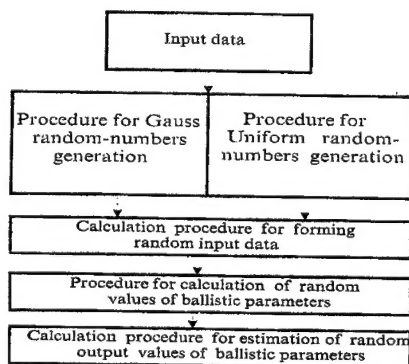 Input data
Procedure for Gauss
random-numbers
generation
Procedure for
Uniform random-
numbers generation
Calculation procedure for forming
random input data
Procedure for calculation of random
values of ballistic parameters
Calculation procedure for estimation of random
output values of ballistic parameters